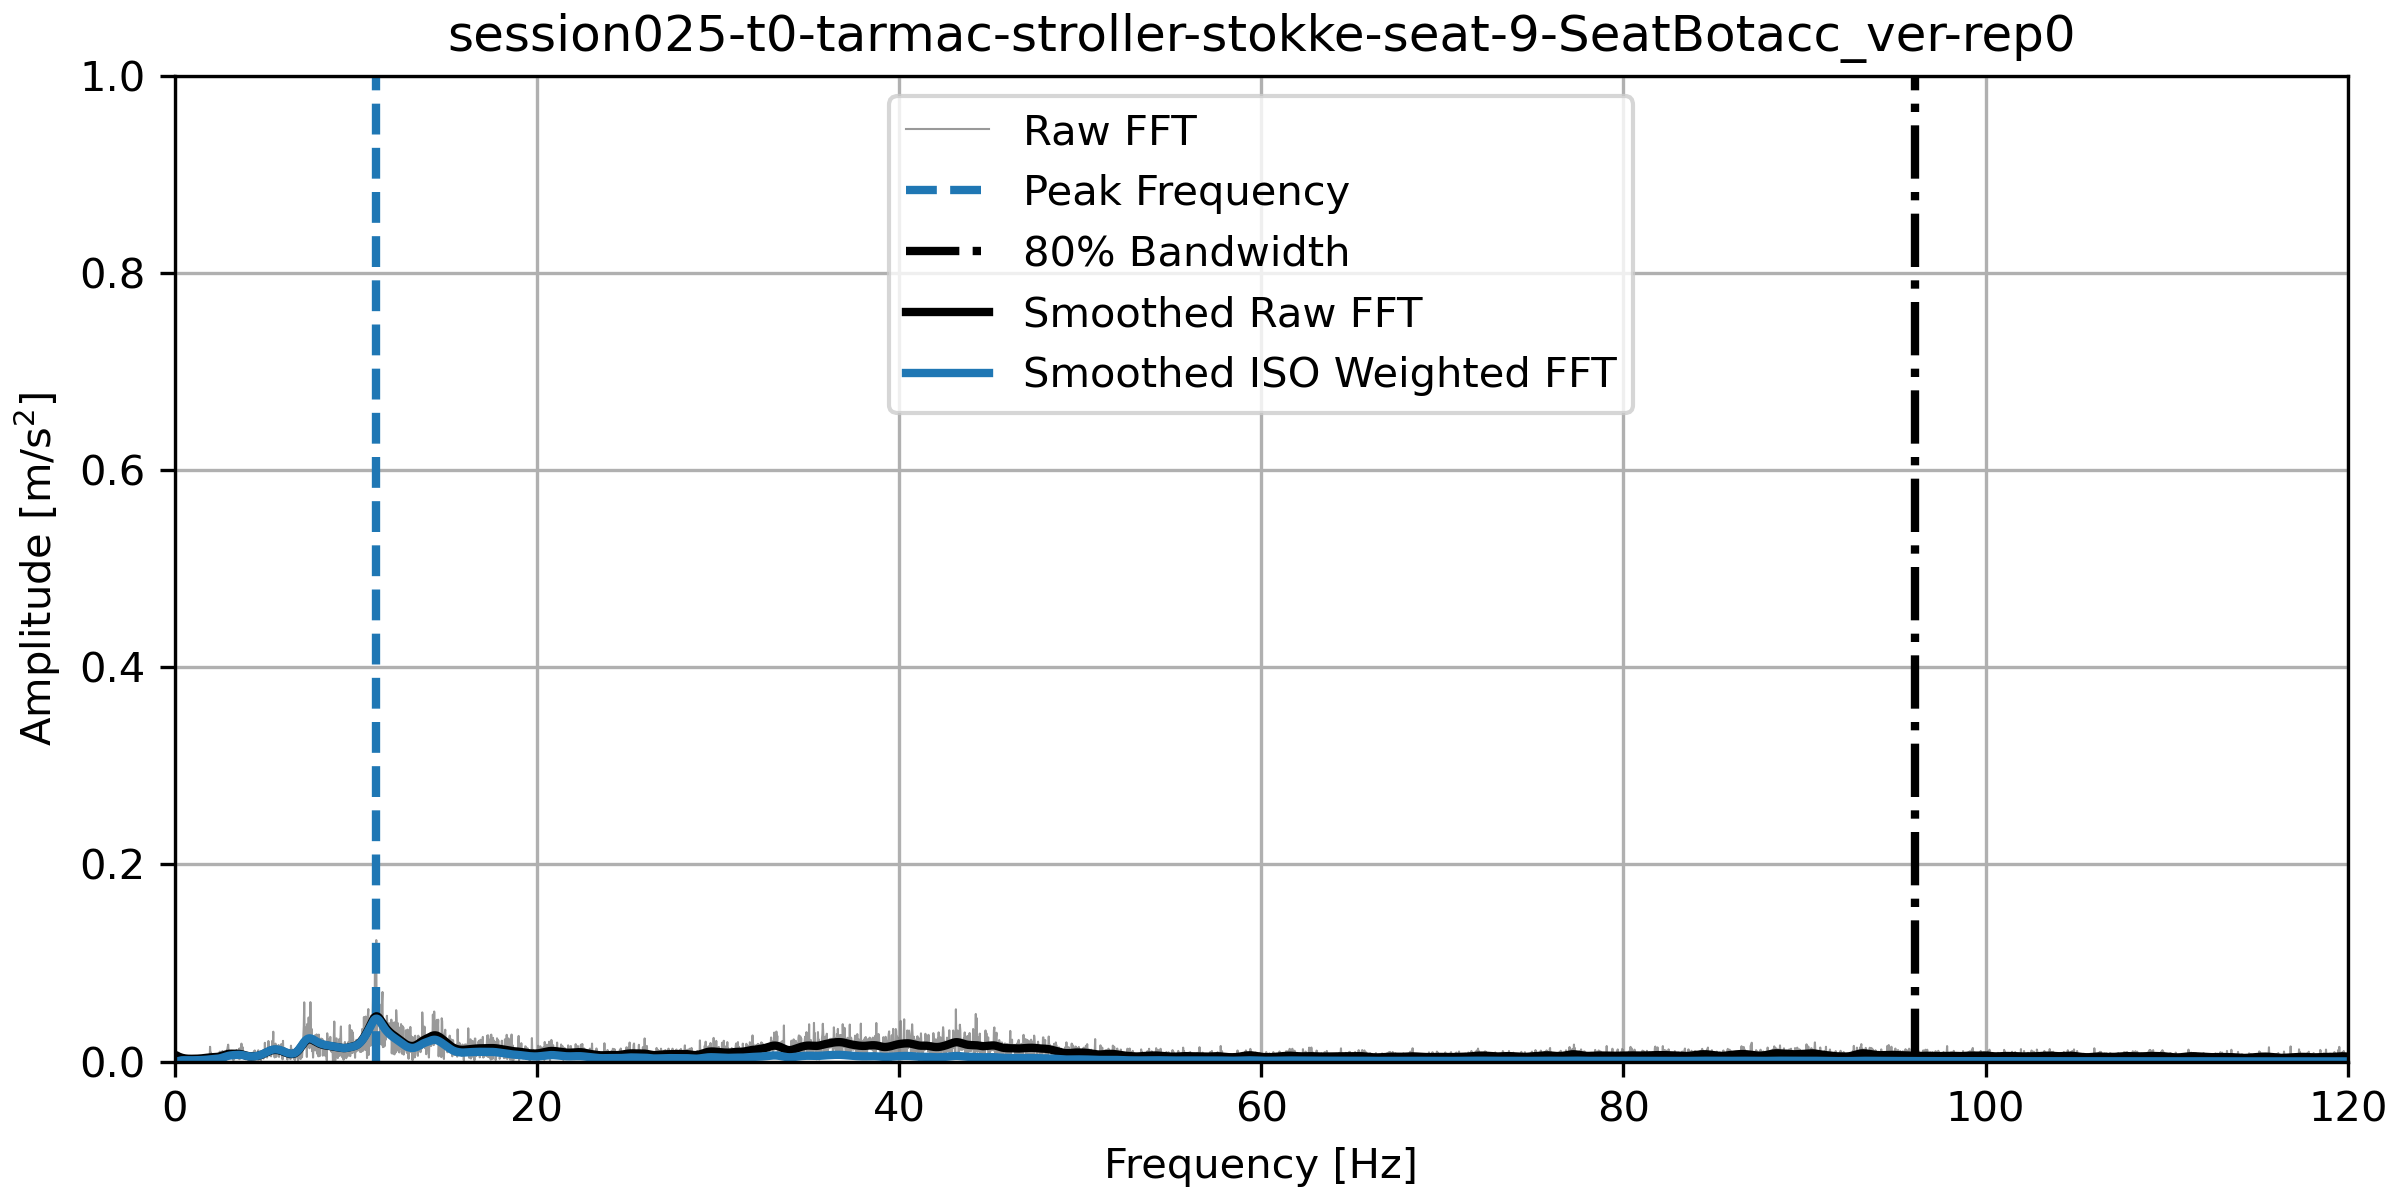 session025-t0-tarmac-stroller-stokke-seat-9-SeatBotacc_ver-rep0
1.0
0.8
0.6
0.4
0.2
0.0
Amplitude [m/s²]
Raw FFT
Peak Frequency
80% Bandwidth
Smoothed Raw FFT
Smoothed ISO Weighted FFT
0 20 40 60 80 100 120
Frequency [Hz]